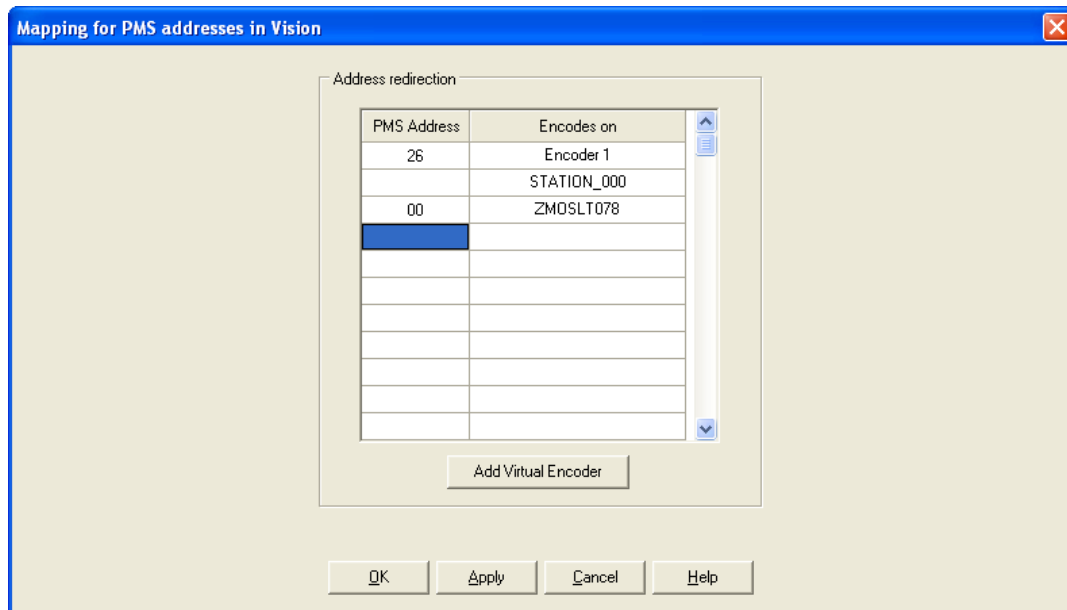 Mapping for PMS addresses in Vision
Address redirection
PMS Address Encodes on
26 Encoder 1
STATION_000
00 ZMOSLT078
Add Virtual Encoder
OK Apply Cancel Help